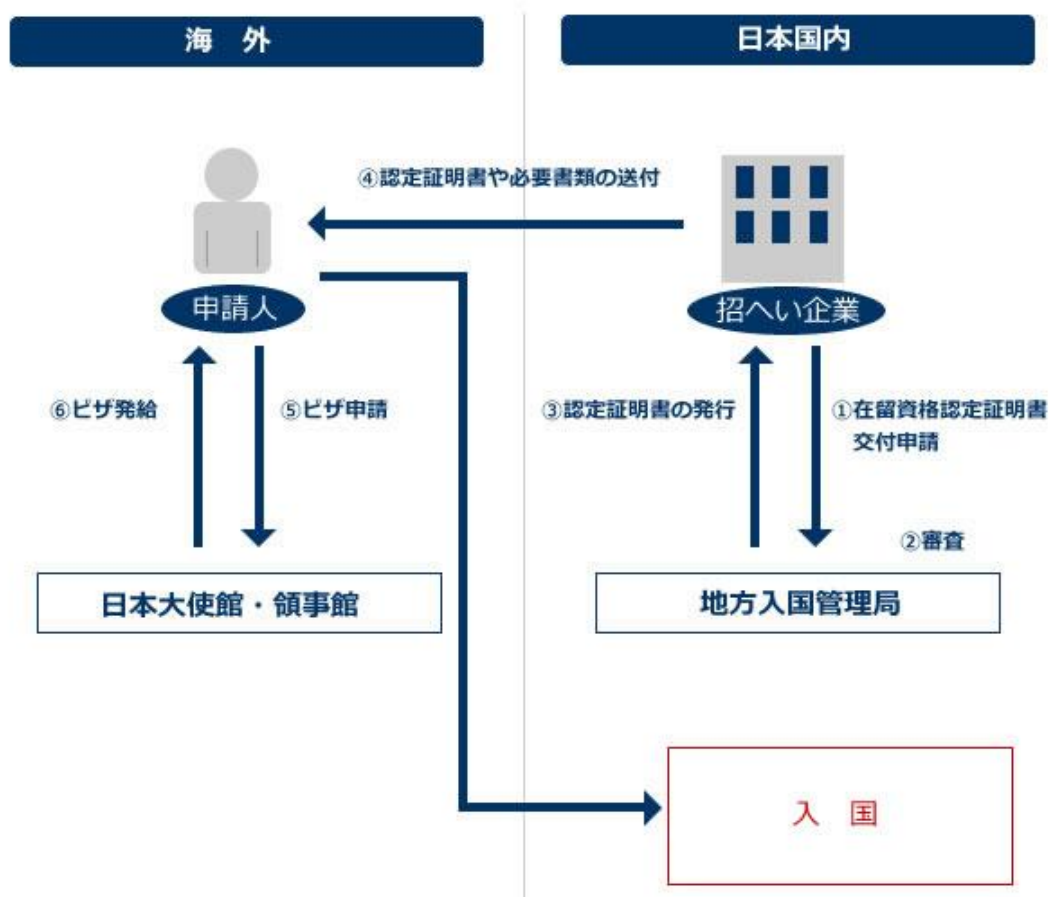 海 外
日本国内
④認定証明書や必要書類の送付
申請人
招へい企業
⑥ビザ発給
⑤ビザ申請
③認定証明書の発行
①在留資格認定証明書
交付申請
②審査
日本大使館・領事館
地方入国管理局
入 国